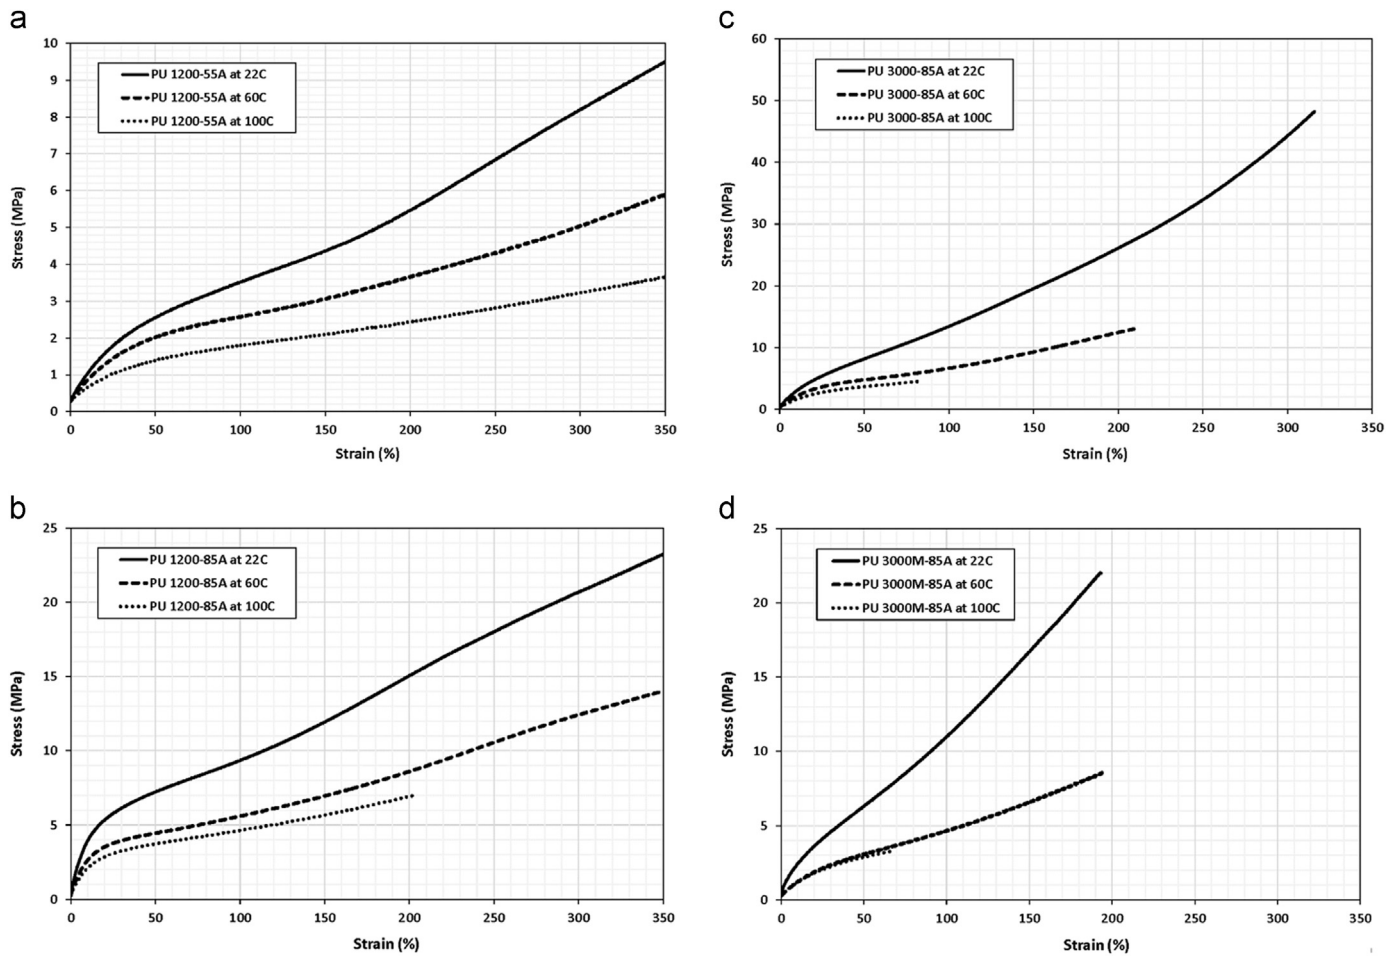 a
10
9
8
7
6
5
4
3
2
1
0
Stress (MPa)
PU 1200-55A at 22C
PU 1200-55A at 60C
PU 1200-55A at 100C
0 50 100 150 200 250 300 350
Strain (%)
c
60
50
40
30
20
10
0
Stress (MPa)
PU 3000-85A at 22C
PU 3000-85A at 60C
PU 3000-85A at 100C
0 50 100 150 200 250 300 350
Strain (%)
b
25
20
15
10
5
0
Stress (MPa)
PU 1200-85A at 22C
PU 1200-85A at 60C
PU 1200-85A at 100C
0 50 100 150 200 250 300 350
Strain (%)
d
25
20
15
10
5
0
Stress (MPa)
PU 3000M-85A at 22C
PU 3000M-85A at 60C
PU 3000M-85A at 100C
0 50 100 150 200 250 300 350
Strain (%)